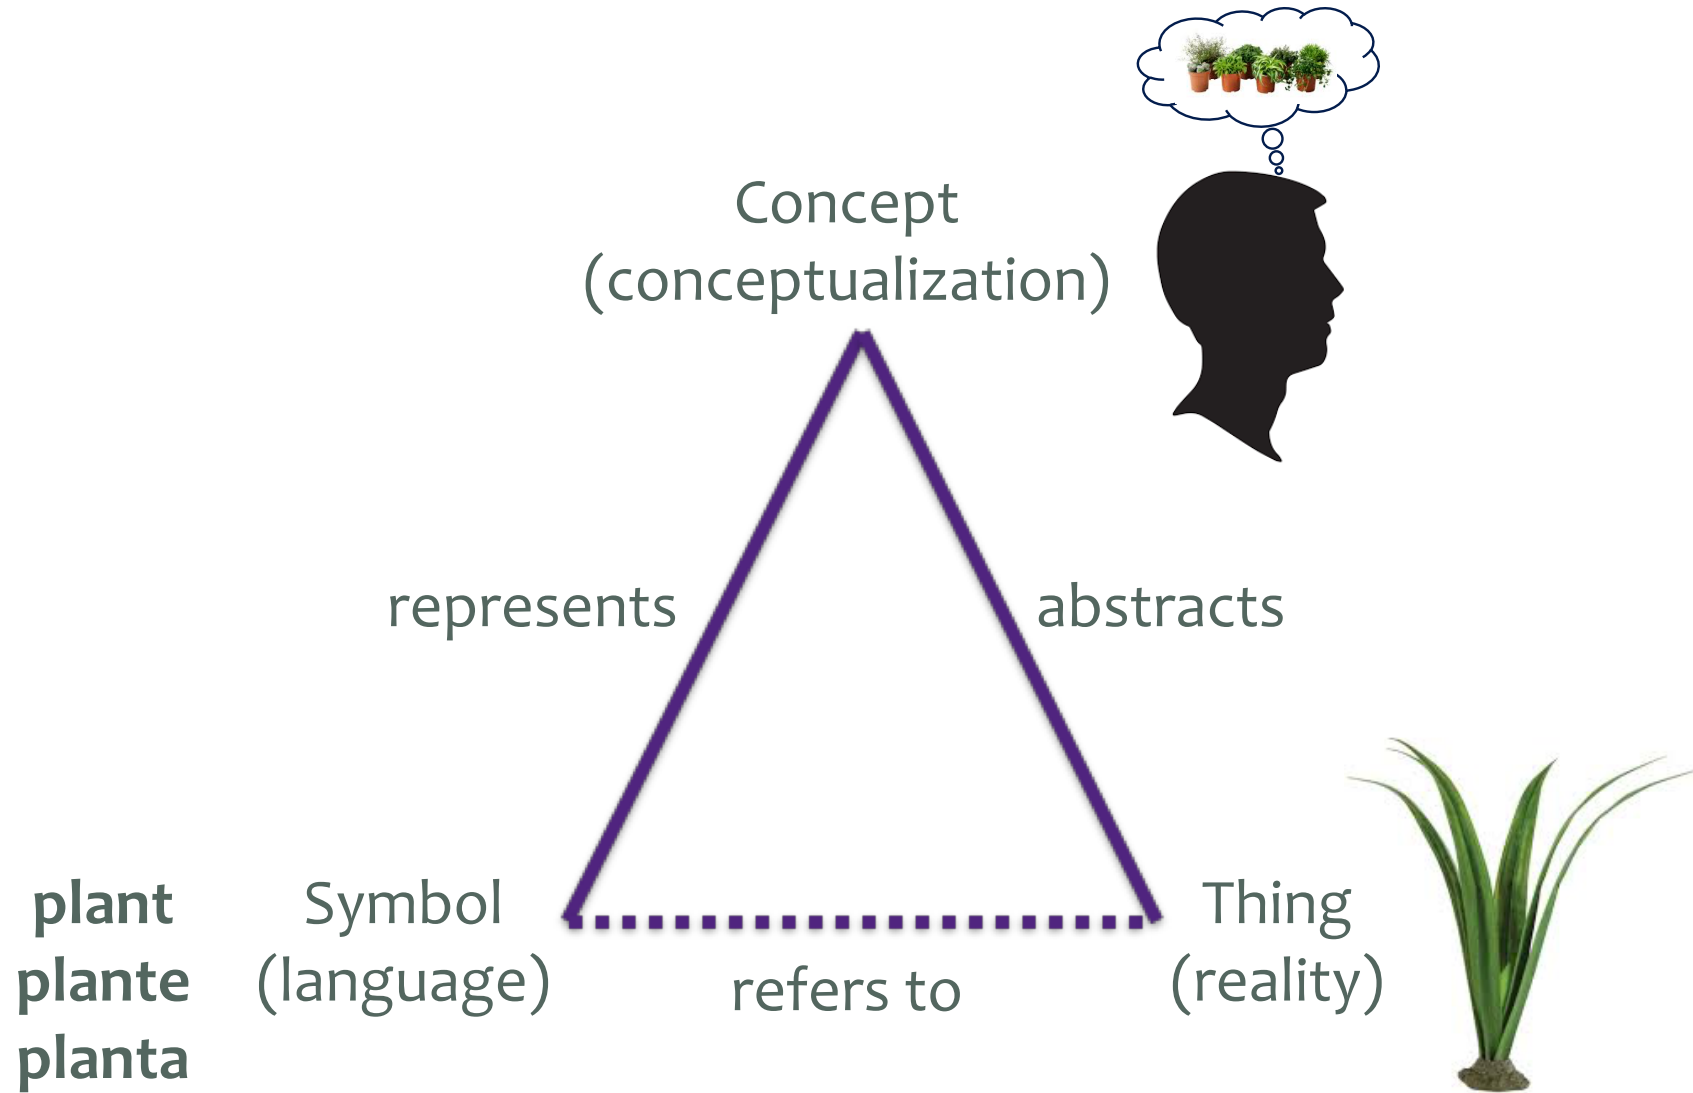 Concept
(conceptualization)
represents
abstracts
plant
plante
planta
Symbol
(language)
refers to
Thing
(reality)